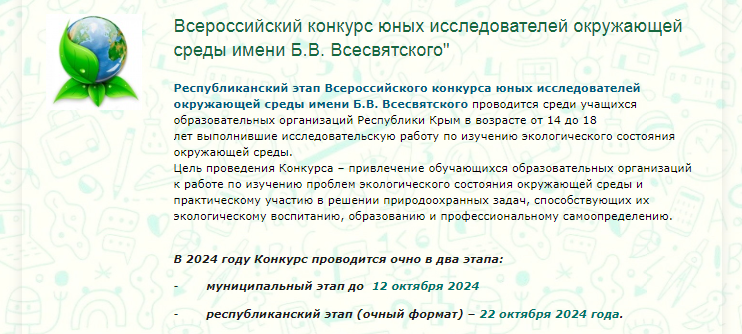 Всероссийский конкурс юных исследователей окружающей
среды имени Б.В. Всесвятского"
Республиканский этап Всероссийского конкурса юных исследователей
окружающей среды имени Б.В. Всесвятского проводится среди учащихся
образовательных организаций Республики Крым в возрасте от 14 до 18
лет выполнившие исследовательскую работу по изучению экологического состояния
окружающей среды.
Цель проведения Конкурса – привлечение обучающихся образовательных организаций
к работе по изучению проблем экологического состояния окружающей среды и
практическому участию в решении природоохранных задач, способствующих их
экологическому воспитанию, образованию и профессиональному самоопределению.
В 2024 году Конкурс проводится очно в два этапа:
- муниципальный этап до 12 октября 2024
- республиканский этап (очный формат) – 22 октября 2024 года.